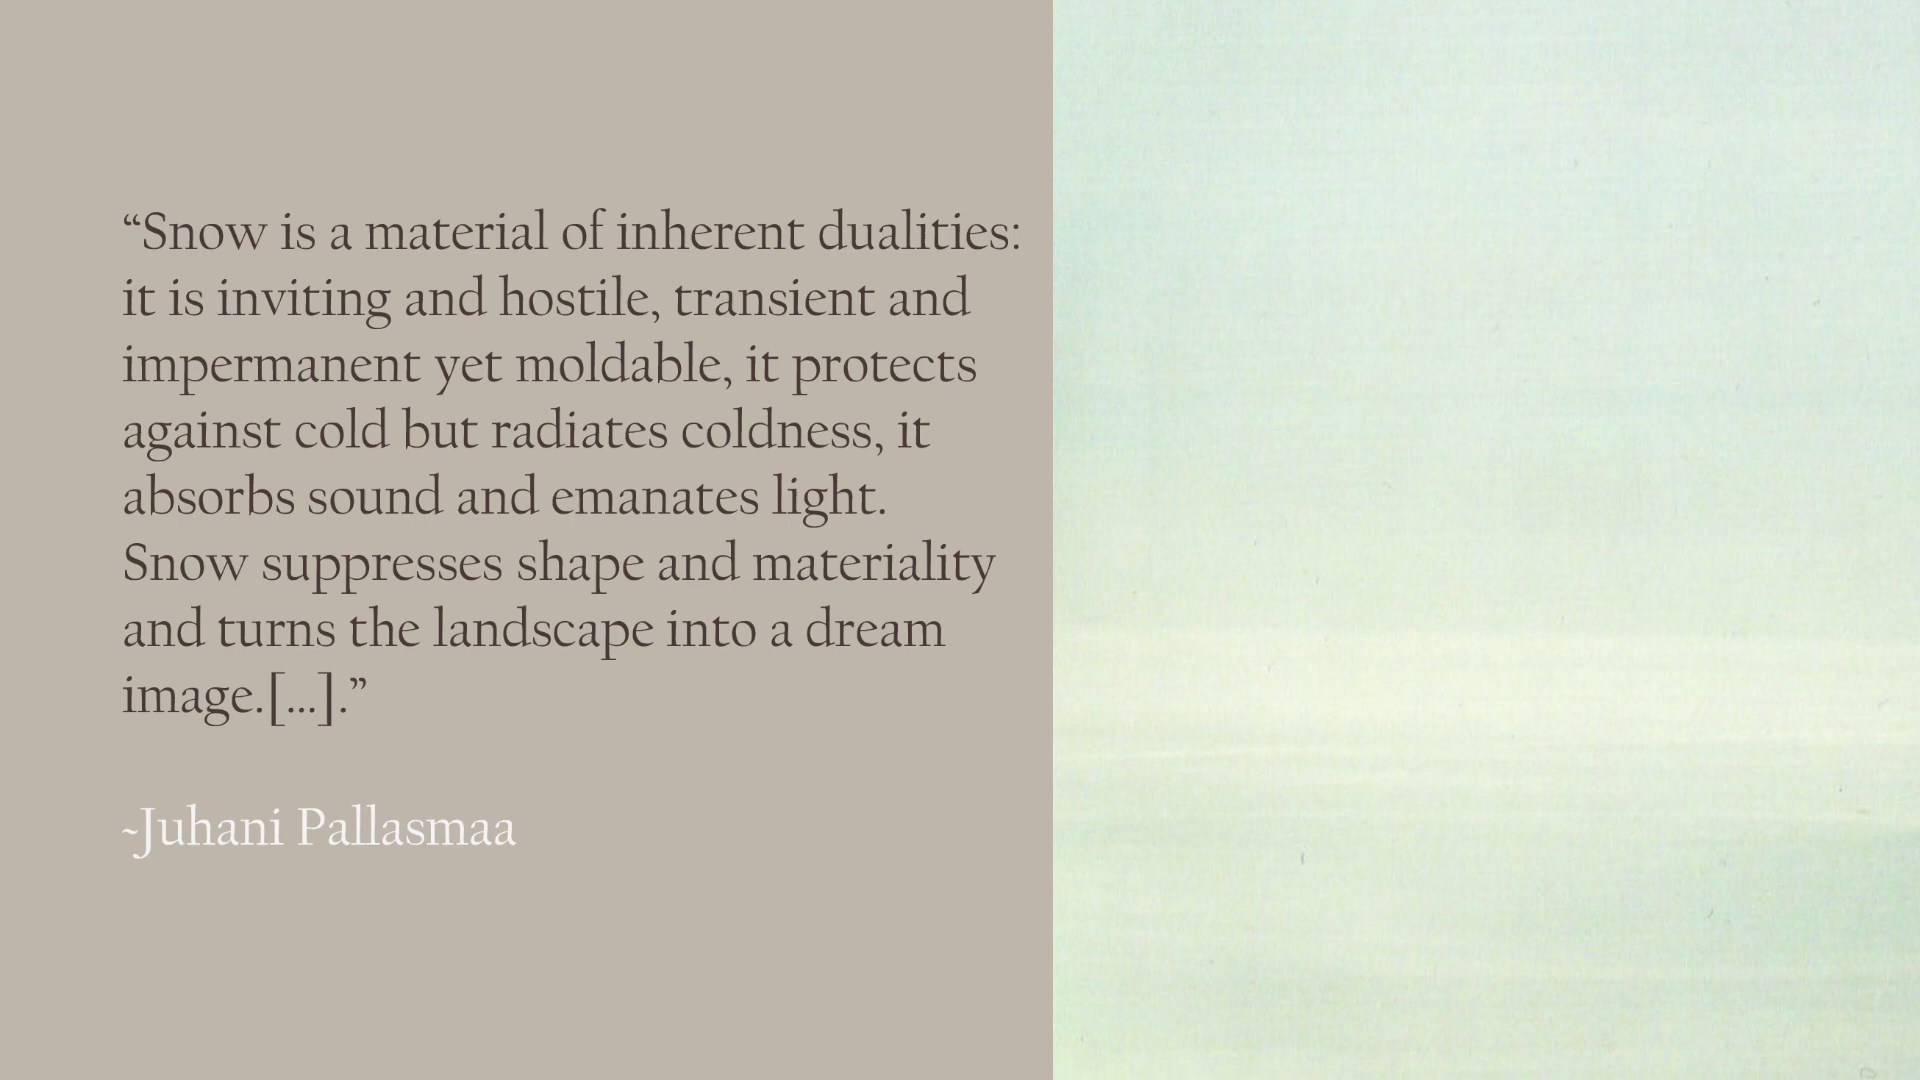 “Snow is a material of inherent dualities:
it is inviting and hostile, transient and
impermanent yet moldable, it protects
against cold but radiates coldness, it
absorbs sound and emanates light.
Snow suppresses shape and materiality
and turns the landscape into a dream
image.[...].”
~Juhani Pallasmaa